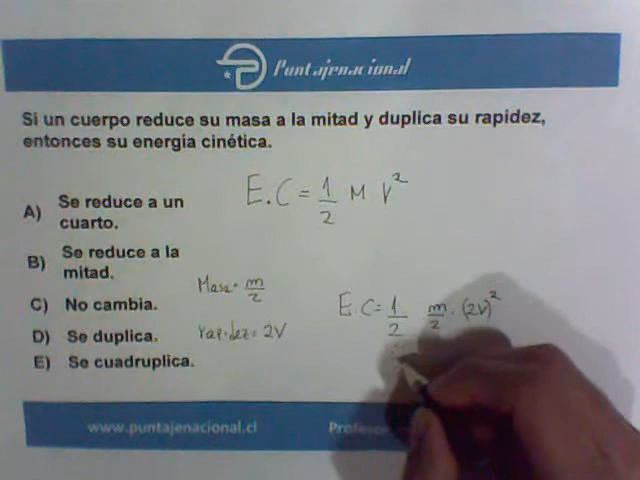 Puntajenacional
Si un cuerpo reduce su masa a la mitad y duplica su rapidez,
entonces su energía cinética.
E.C = 1/2 M V²
A) Se reduce a un
cuarto.
B) Se reduce a la
mitad.
Masa = m/2
C) No cambia.
E.C = 1/2 m/2 . (2V)²
D) Se duplica.
rapidez = 2V
E) Se cuadruplica.
www.puntajenacional.cl